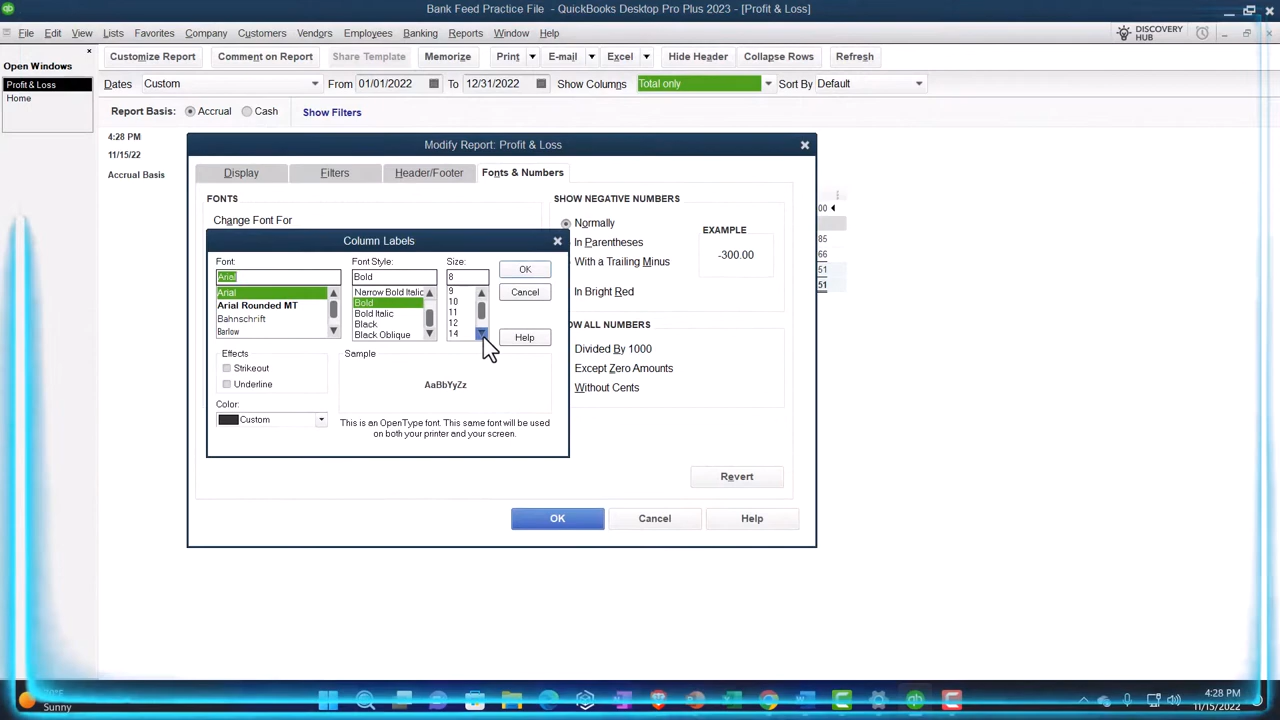 Bank Feed Practice File - QuickBooks Desktop Pro Plus 2023 - [Profit & Loss]
File Edit View Lists Favorites Company Customers Vendors Employees Banking Reports Window Help
DISCOVERY
HUB
Customize Report Comment on Report Share Template Memorize Print E-mail Excel Hide Header Collapse Rows Refresh
Open Windows
Profit & Loss
Home
Dates Custom From 01/01/2022 To 12/31/2022 Show Columns Total only Sort By Default
Report Basis: Accrual Cash Show Filters
4:28 PM
11/15/22
Accrual Basis
Modify Report: Profit & Loss
Display Filters Header/Footer Fonts & Numbers
FONTS
Change Font For
SHOW NEGATIVE NUMBERS
Normally
In Parentheses
With a Trailing Minus
In Bright Red
EXAMPLE
-300.00
OW ALL NUMBERS
Divided By 1000
Except Zero Amounts
Without Cents
Revert
OK Cancel Help
Column Labels
Font: Font Style: Size:
Arial Bold 8
Arial
Arial Rounded MT
Bahnschrift
Barlow
Narrow Bold Italic
Bold
Bold Italic
Black
Black Oblique
9
10
11
12
14
OK
Cancel
Help
Effects
Strikeout
Underline
Color:
Custom
Sample
AaBbYyZz
This is an OpenType font. This same font will be used
on both your printer and your screen.
00
85
66
51
51
Sunny
4:28 PM
11/15/2022